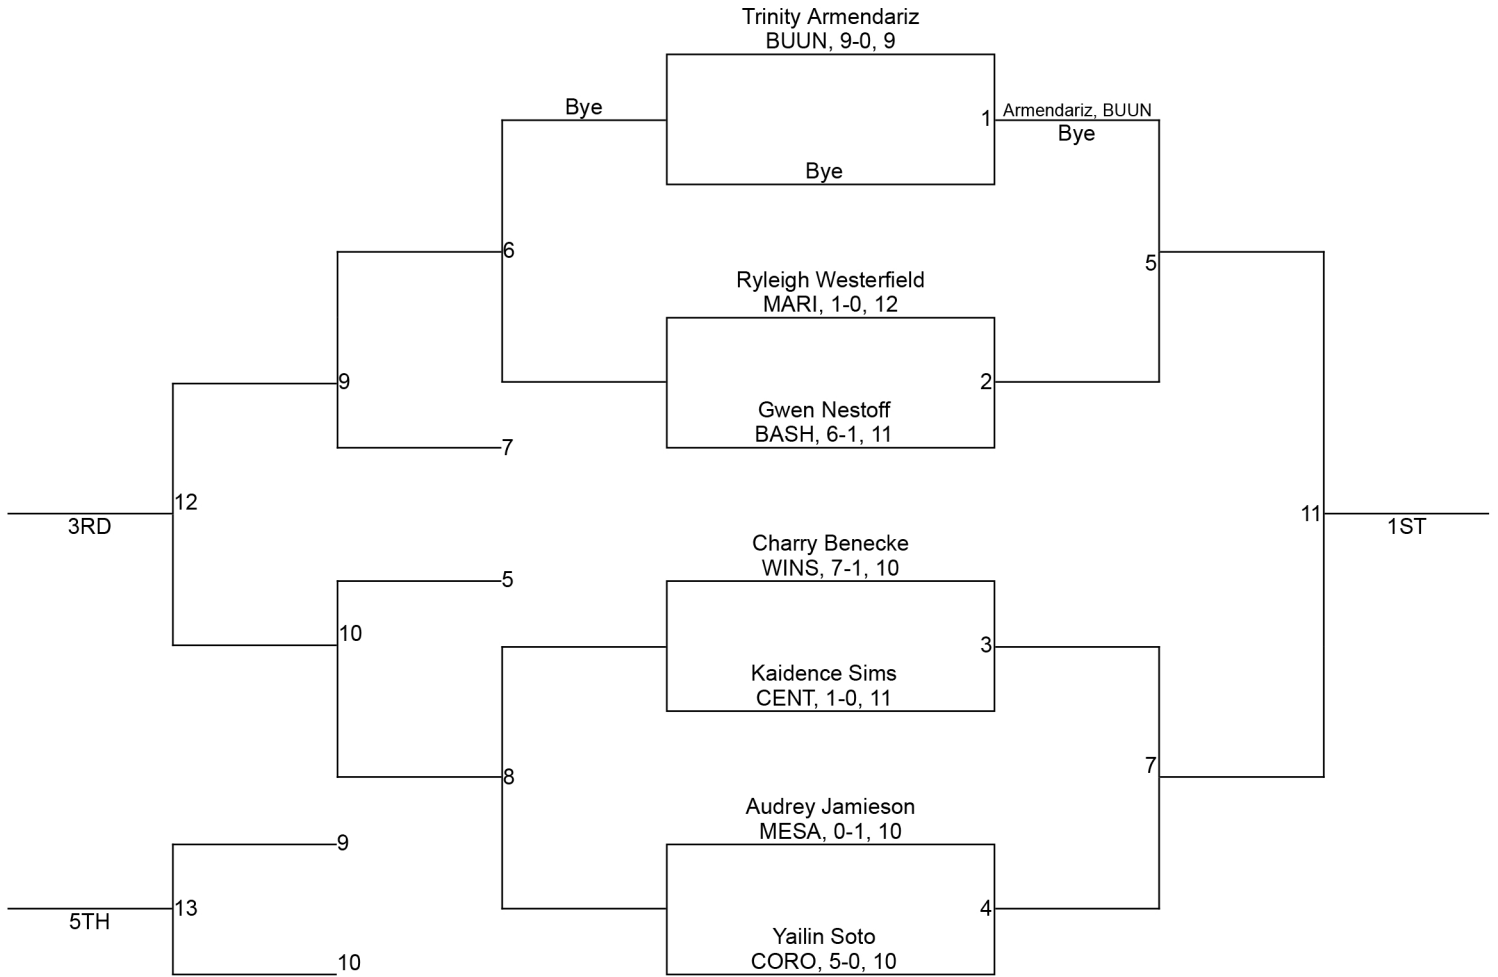 Trinity Armendariz
BUUN, 9-0, 9
Bye
1
Armendariz, BUUN
Bye
Bye
6
5
Ryleigh Westerfield
MARI, 1-0, 12
9
2
Gwen Nestoff
BASH, 6-1, 11
7
12
3RD
11
1ST
Charry Benecke
WINS, 7-1, 10
5
10
3
Kaidence Sims
CENT, 1-0, 11
8
7
Audrey Jamieson
MESA, 0-1, 10
9
13
5TH
4
Yailin Soto
CORO, 5-0, 10
10